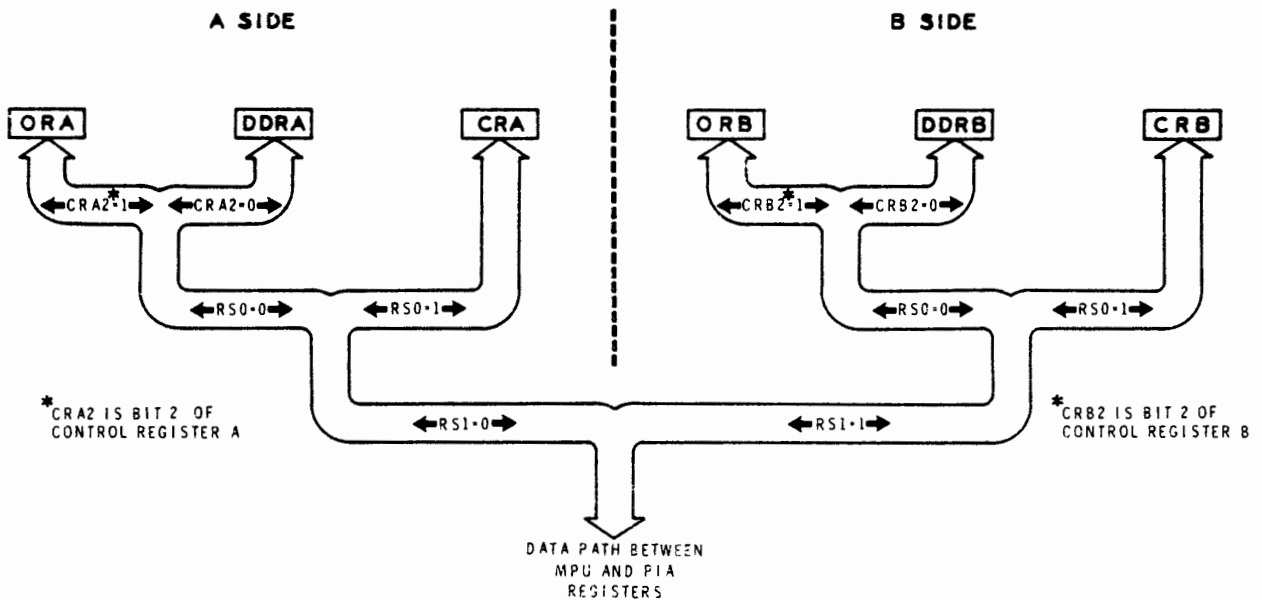 A SIDE
B SIDE
ORA
DDRA
CRA
ORB
DDRB
CRB
CRA2*=1
CRA2=0
CRB2*=1
CRB2=0
RS0=0
RS0=1
RS0=0
RS0=1
*CRA2 IS BIT 2 OF
CONTROL REGISTER A
RS1=0
RS1=1
*CRB2 IS BIT 2 OF
CONTROL REGISTER B
DATA PATH BETWEEN
MPU AND PIA
REGISTERS